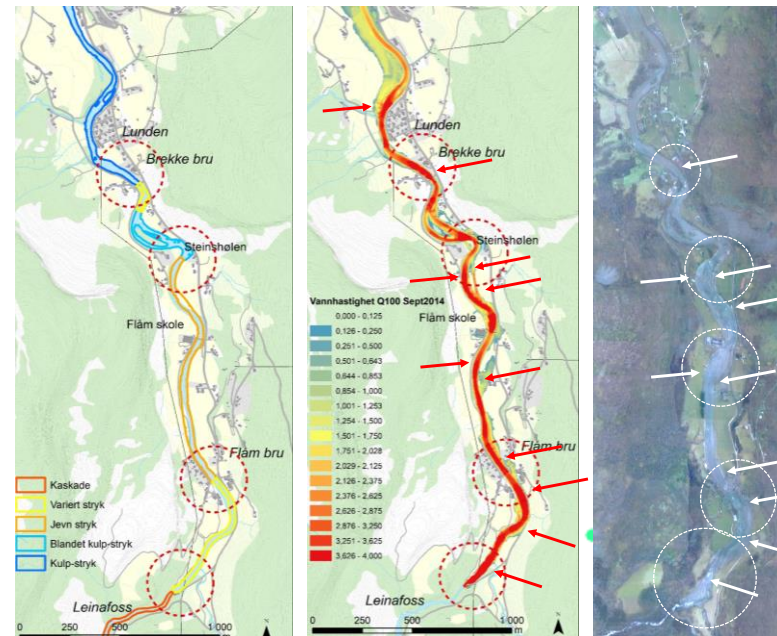 Lunden
Brekke bru
Steinshølen
Flåm skole
Flåm bru
Kaskade
Variert stryk
Jevn stryk
Blandet kulp-stryk
Kulp-stryk
Leinafoss
0 500 1 000
Lunden
Brekke bru
Steinshølen
Vannhastighet Q100 Sept2014
0,000 - 0,125
0,126 - 0,250
0,251 - 0,500
0,501 - 0,643
0,644 - 0,853
0,854 - 1,000
1,001 - 1,253
1,254 - 1,500
1,501 - 1,750
1,751 - 2,028
2,029 - 2,125
2,126 - 2,375
2,376 - 2,625
2,626 - 2,875
2,876 - 3,250
3,251 - 3,625
3,626 - 4,000
Flåm skole
Flåm bru
Leinafoss
0 500 1 000
m